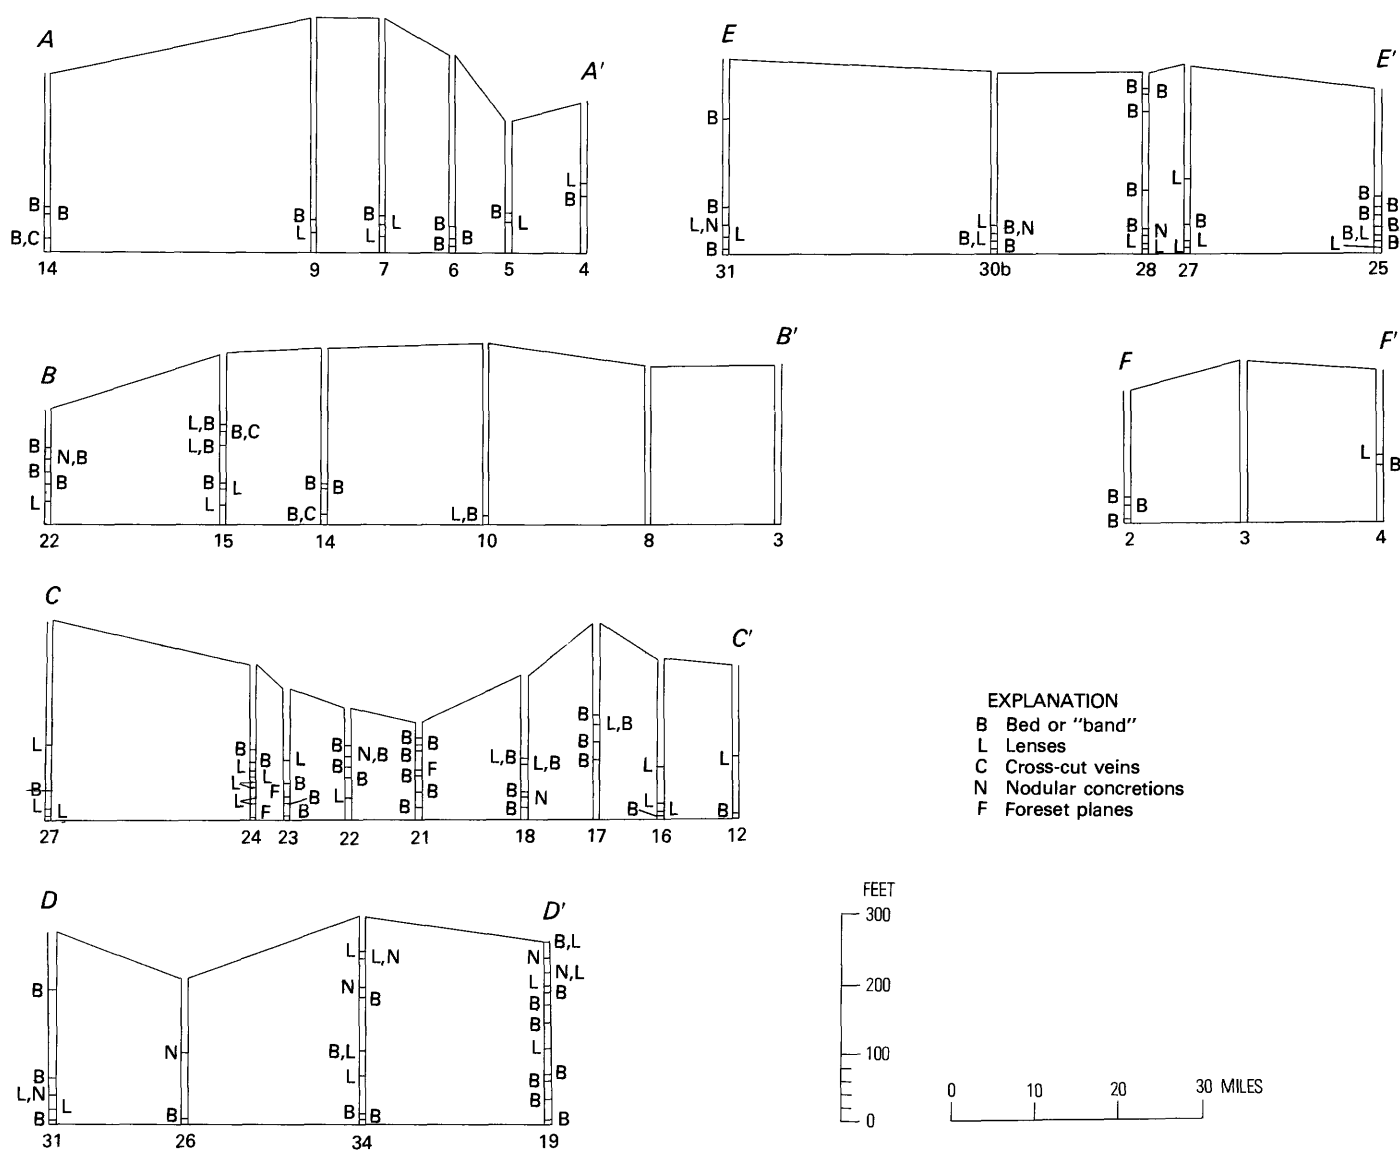 A
A'
B
B
B,C
B
L
B
L
L
B
B
B
B
L
L
B
14
9
7
6
5
4
E
E'
B
B
L,N
L
B
L
B,L
B,N
B
B
B
B
B
B
N
L
L
L
B
L
L
B
B
B
B
B,L
B
L
B
31
30b
28
27
25
B
B'
B
N,B
B
B
L
L,B
B,C
L,B
B
L
L
B
B
B,C
L,B
22
15
14
10
8
3
F
F'
B
B
B
L
B
2
3
4
C
C'
L
B
L
L
B
B
L
L
L
F
L
F
L
B
B
B
B
N,B
B
B
L
B
B
B
F
B
B
B
L,B
L,B
B
N
B
B
L,B
B
B
L
L
B
L
L
B
27
24
23
22
21
18
17
16
12
EXPLANATION
B Bed or "band"
L Lenses
C Cross-cut veins
N Nodular concretions
F Foreset planes
D
D'
B
B
L,N
L
B
N
B
L
L,N
N
B
B,L
L
B
B
B,L
N
N,L
L
B
B
B
L
B
B
B
B
31
26
34
19
FEET
300
200
100
0
0 10 20 30 MILES